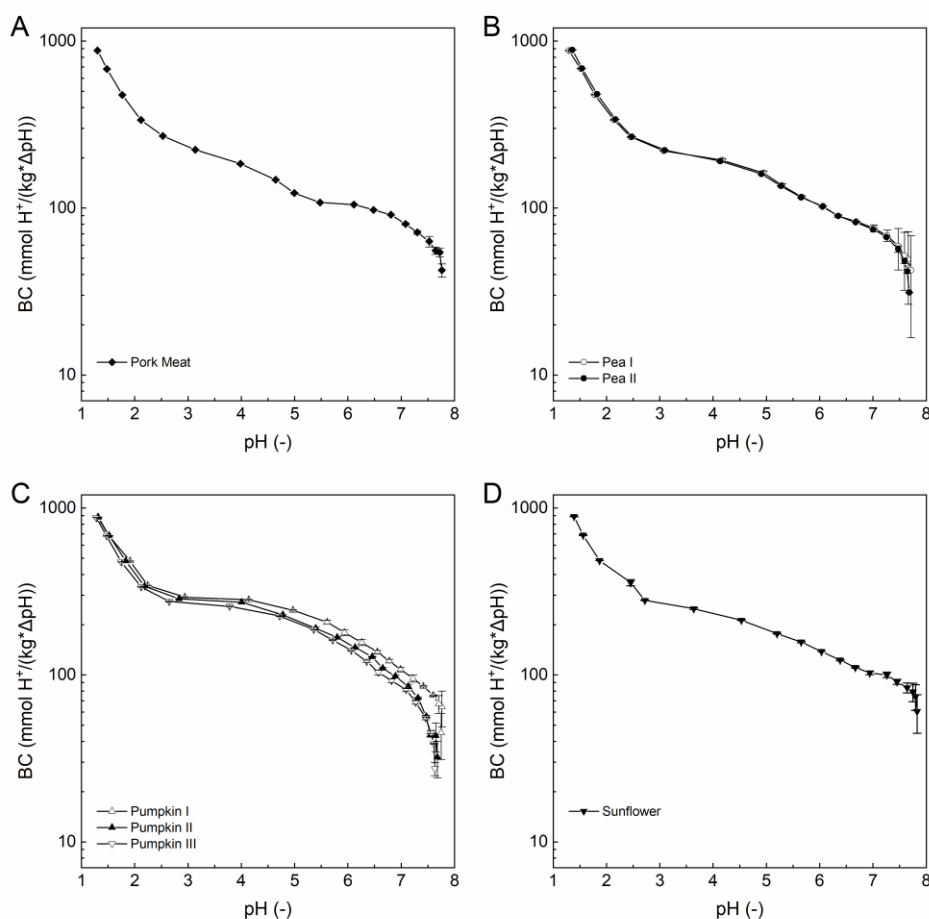 A
1000
100
10
BC (mmol H⁺/(kg*ΔpH))
Pork Meat
1 2 3 4 5 6 7 8
pH (-)
B
1000
100
10
BC (mmol H⁺/(kg*ΔpH))
Pea I
Pea II
1 2 3 4 5 6 7 8
pH (-)
C
1000
100
10
BC (mmol H⁺/(kg*ΔpH))
Pumpkin I
Pumpkin II
Pumpkin III
1 2 3 4 5 6 7 8
pH (-)
D
1000
100
10
BC (mmol H⁺/(kg*ΔpH))
Sunflower
1 2 3 4 5 6 7 8
pH (-)